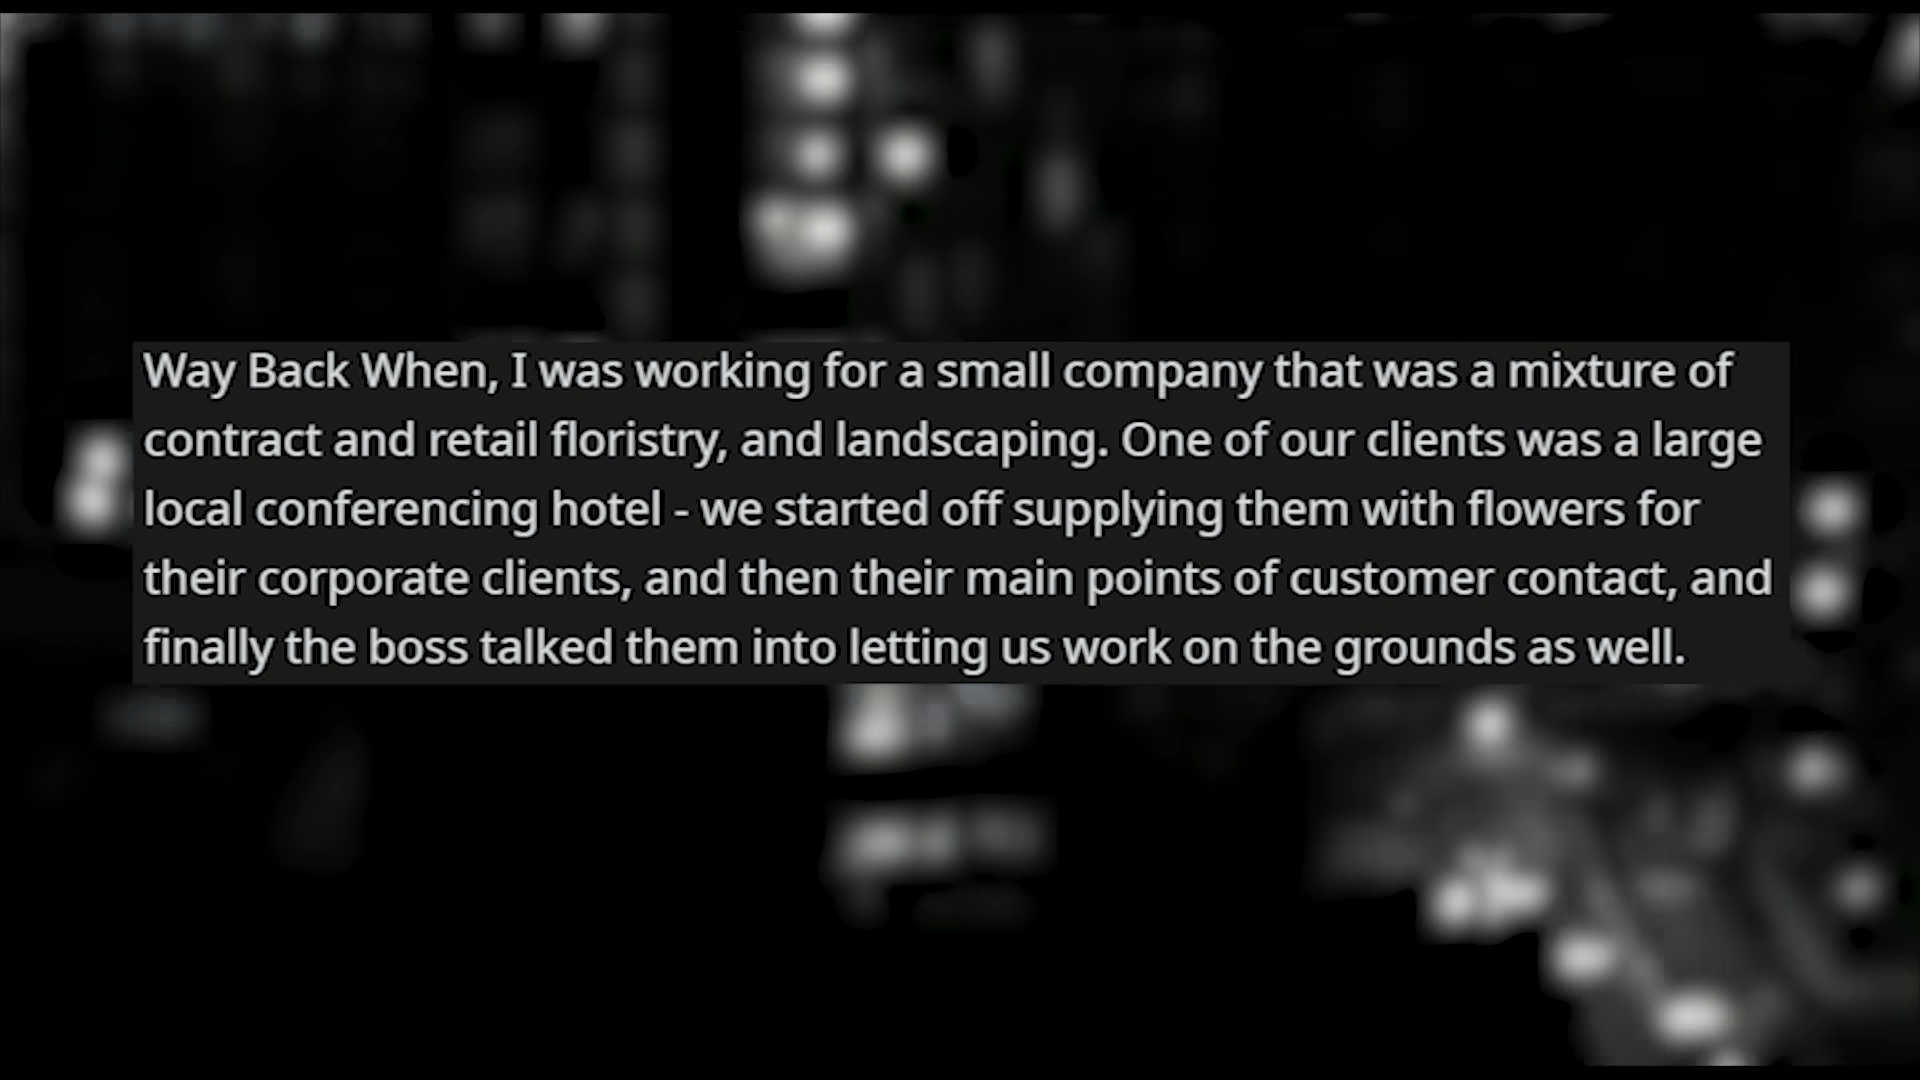 Way Back When, I was working for a small company that was a mixture of
contract and retail floristry, and landscaping. One of our clients was a large
local conferencing hotel - we started off supplying them with flowers for
their corporate clients, and then their main points of customer contact, and
finally the boss talked them into letting us work on the grounds as well.